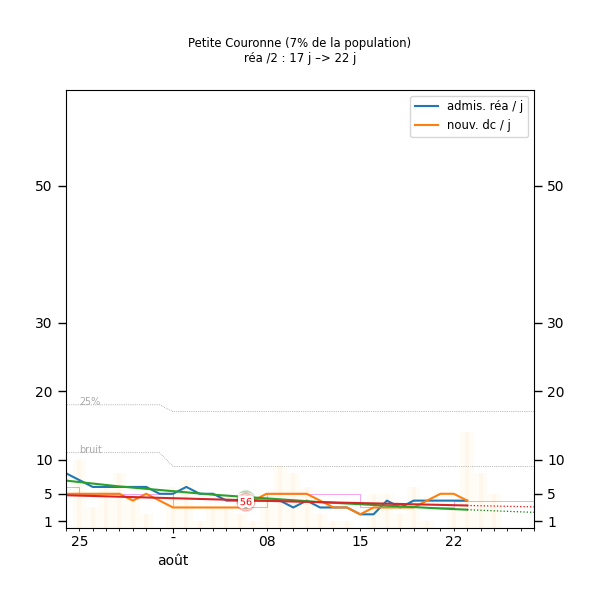 Petite Couronne (7% de la population)
réa /2 : 17 j –> 22 j
admis. réa / j
nouv. dc / j
50 50
30 30
25%
20 20
bruit
10 10
5 56 5
1 1
25 - 08 15 22
août